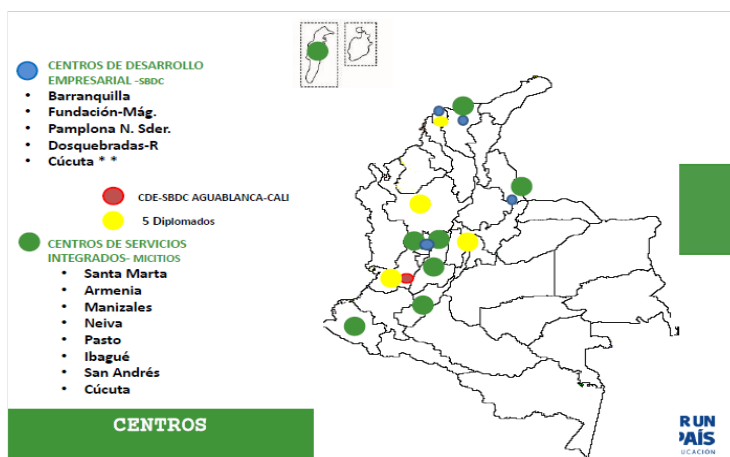 CENTROS DE DESARROLLO
EMPRESARIAL -SBDC
• Barranquilla
• Fundación-Mág.
• Pamplona N. Sder.
• Dosquebradas-R
• Cúcuta * *
CDE-SBDC AGUABLANCA-CALI
5 Diplomados
CENTROS DE SERVICIOS
INTEGRADOS- MICITIOS
• Santa Marta
• Armenia
• Manizales
• Neiva
• Pasto
• Ibagué
• San Andrés
• Cúcuta
CENTROS
R UN
PAÍS
UCACIÓN